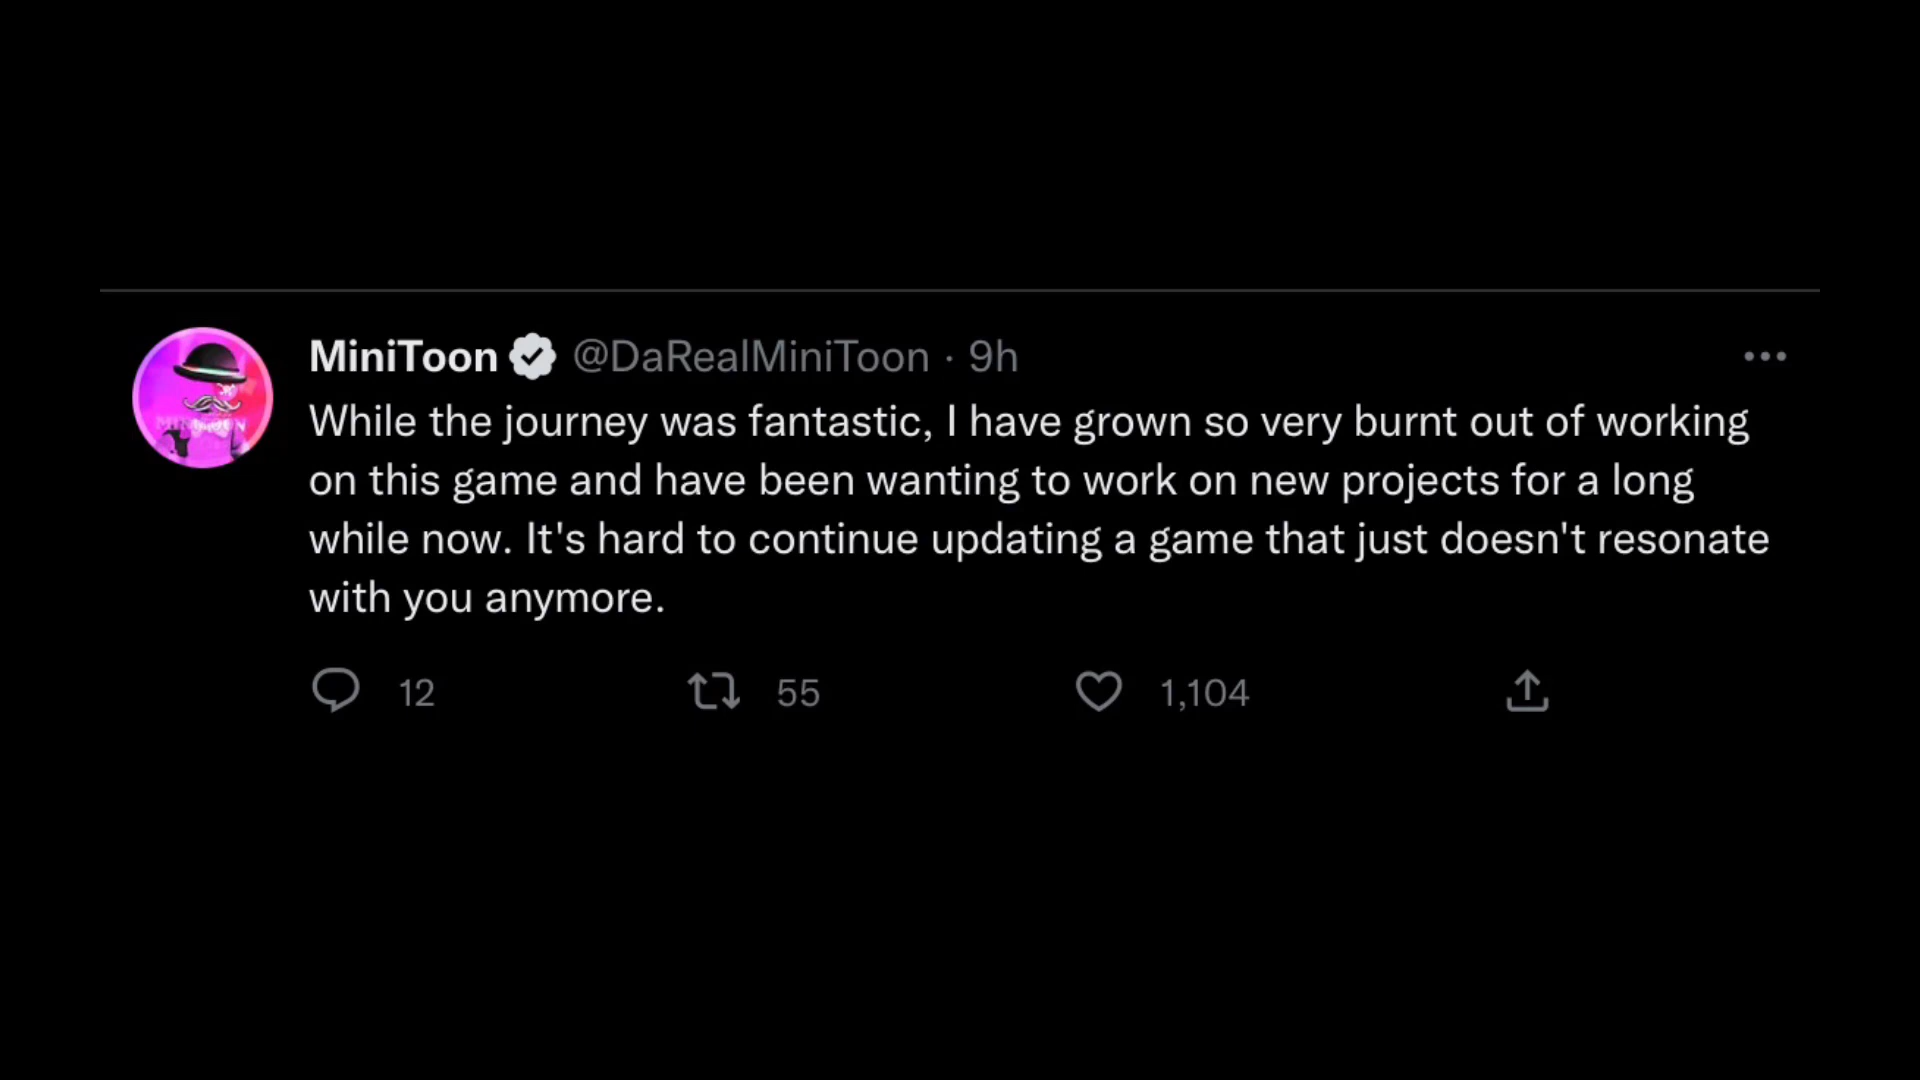 MiniToon @DaRealMiniToon · 9h
While the journey was fantastic, I have grown so very burnt out of working
on this game and have been wanting to work on new projects for a long
while now. It's hard to continue updating a game that just doesn't resonate
with you anymore.
12 55 1,104